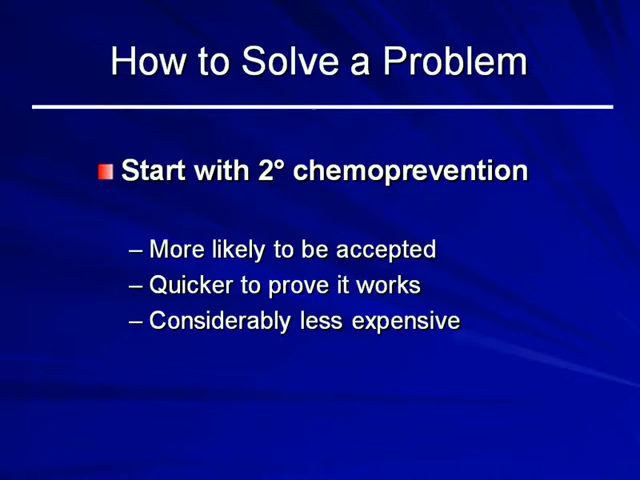 How to Solve a Problem
Start with 2° chemoprevention
– More likely to be accepted
– Quicker to prove it works
– Considerably less expensive